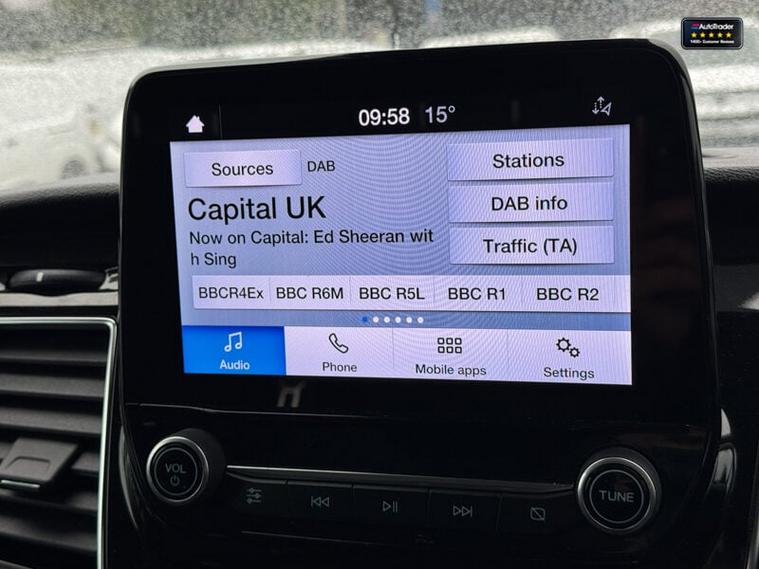 AutoTrader
09:58 15°
Sources DAB Stations
Capital UK DAB info
Now on Capital: Ed Sheeran wit
h Sing
Traffic (TA)
BBCR4Ex BBC R6M BBC R5L BBC R1 BBC R2
Audio Phone Mobile apps Settings
VOL
TUNE